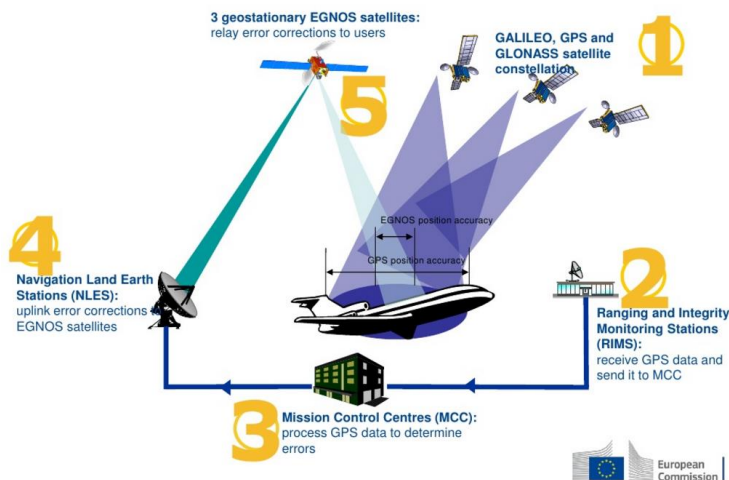 3 geostationary EGNOS satellites:
relay error corrections to users
GALILEO, GPS and
GLONASS satellite
constellation
1
5
EGNOS position accuracy
GPS position accuracy
4
Navigation Land Earth
Stations (NLES):
uplink error corrections
EGNOS satellites
2
Ranging and Integrity
Monitoring Stations
(RIMS):
receive GPS data and
send it to MCC
3
Mission Control Centres (MCC):
process GPS data to determine
errors
European
Commission